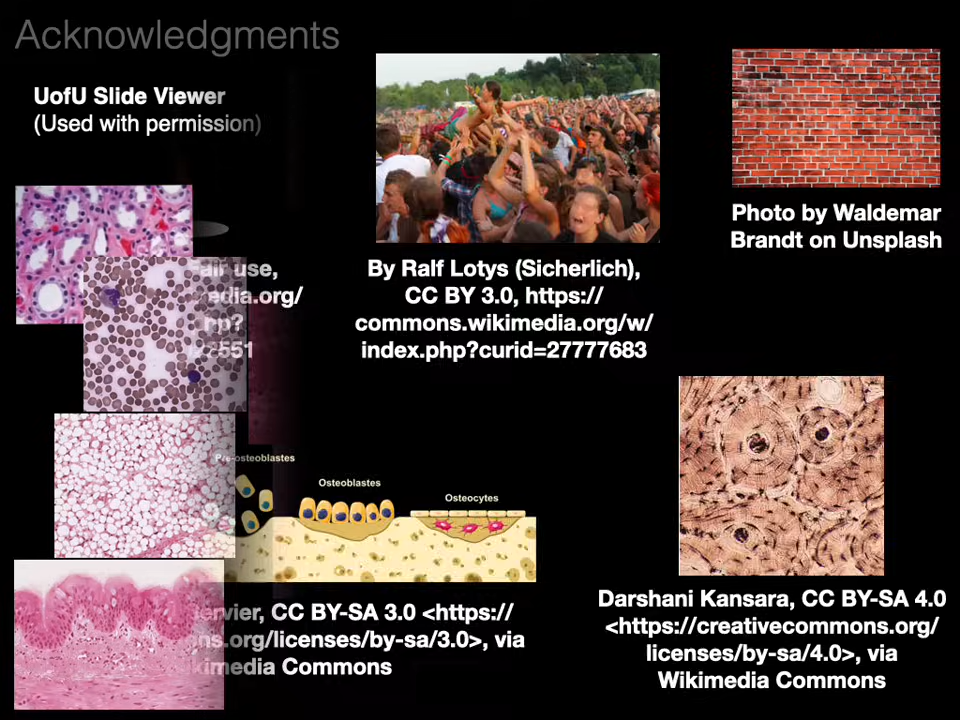 Acknowledgments
UofU Slide Viewer
(Used with permission)
use,
By Ralf Lotys (Sicherlich),
CC BY 3.0, https://
commons.wikimedia.org/w/
index.php?curid=27777683
Photo by Waldemar
Brandt on Unsplash
Pre-osteoblastes
Osteoblastes
Osteocytes
CC BY-SA 3.0 <https://
.org/licenses/by-sa/3.0>, via
Commons
Darshani Kansara, CC BY-SA 4.0
<https://creativecommons.org/
licenses/by-sa/4.0>, via
Wikimedia Commons